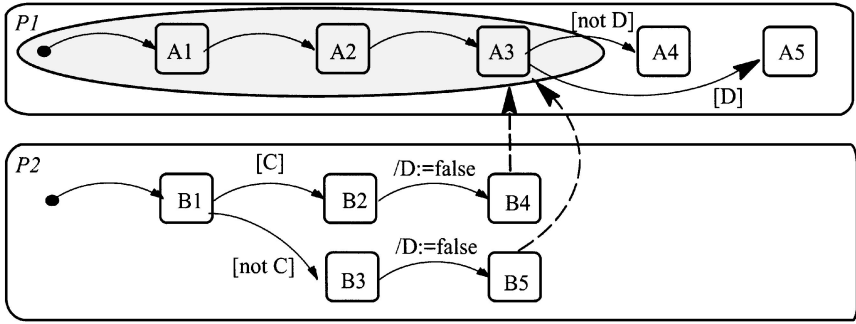 P1
[not D]
A1
A2
A3
A4
A5
[D]
P2
[C]
/D:=false
B1
B2
B4
[not C]
/D:=false
B3
B5